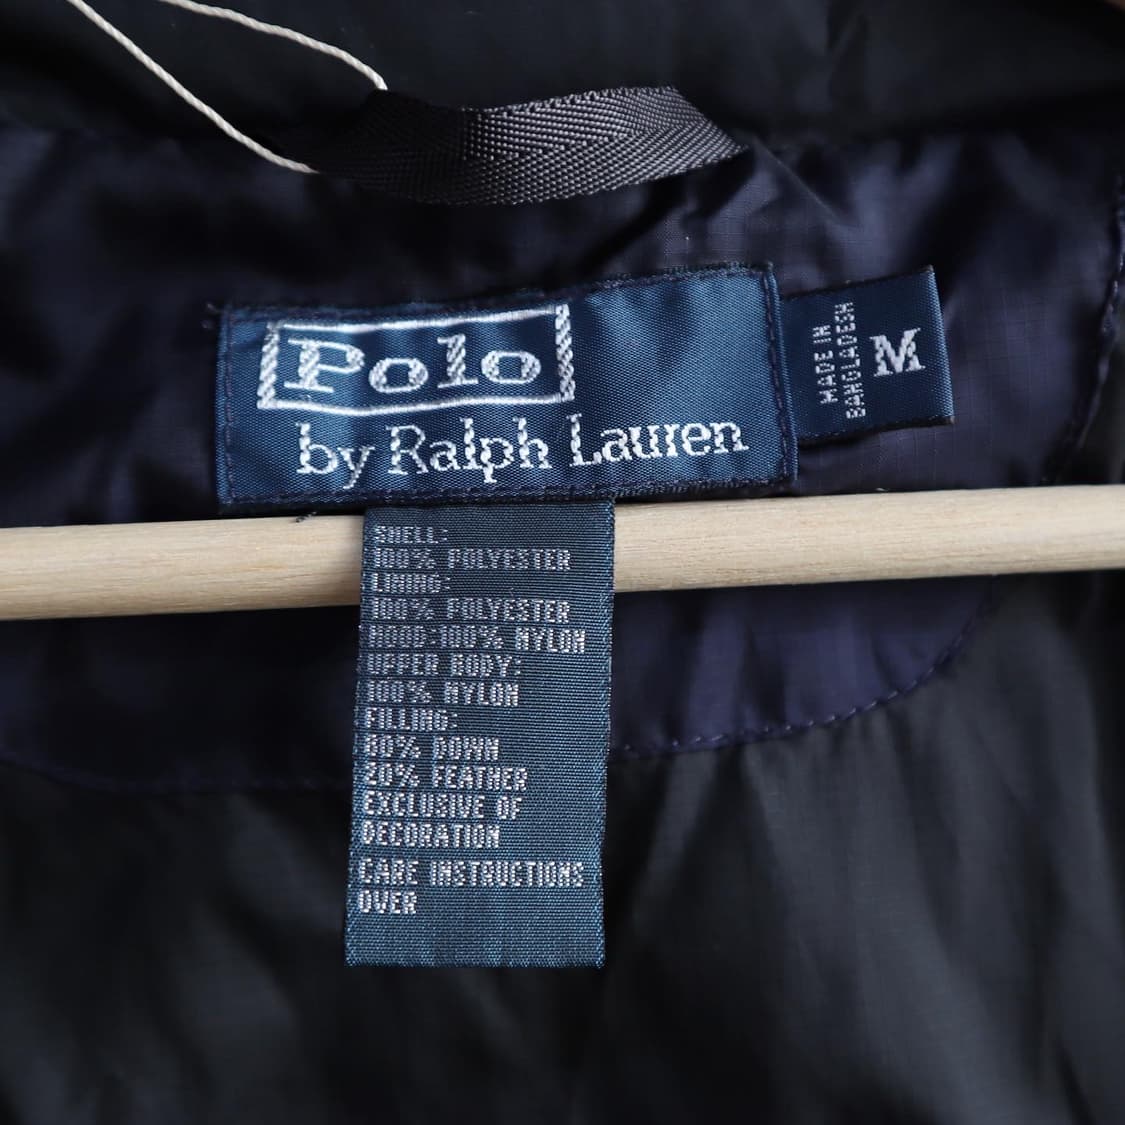 Polo
by Ralph Lauren
MADE IN
BANGLADESH
M
SHELL:
100% POLYESTER
LINING:
100% POLYESTER
HOOD:100% NYLON
UPPER BODY:
100% NYLON
FILLING:
80% DOWN
20% FEATHER
EXCLUSIVE OF
DECORATION
CARE INSTRUCTIONS
OVER